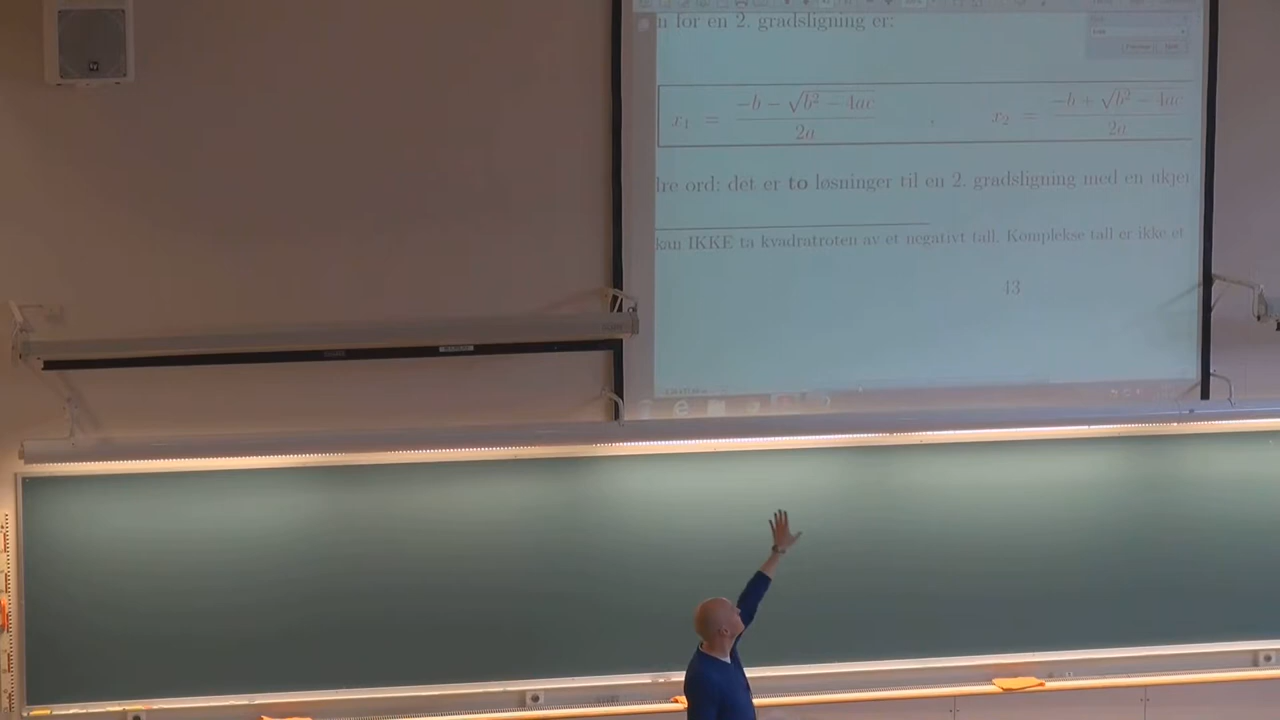 n for en 2. gradsligning er:
x₁ = (-b - √(b² - 4ac)) / 2a , x₂ = (-b + √(b² - 4ac)) / 2a
dre ord: det er to løsninger til en 2. gradsligning med en ukjer
kan IKKE ta kvadratroten av et negativt tall. Komplekse tall er ikke et
43